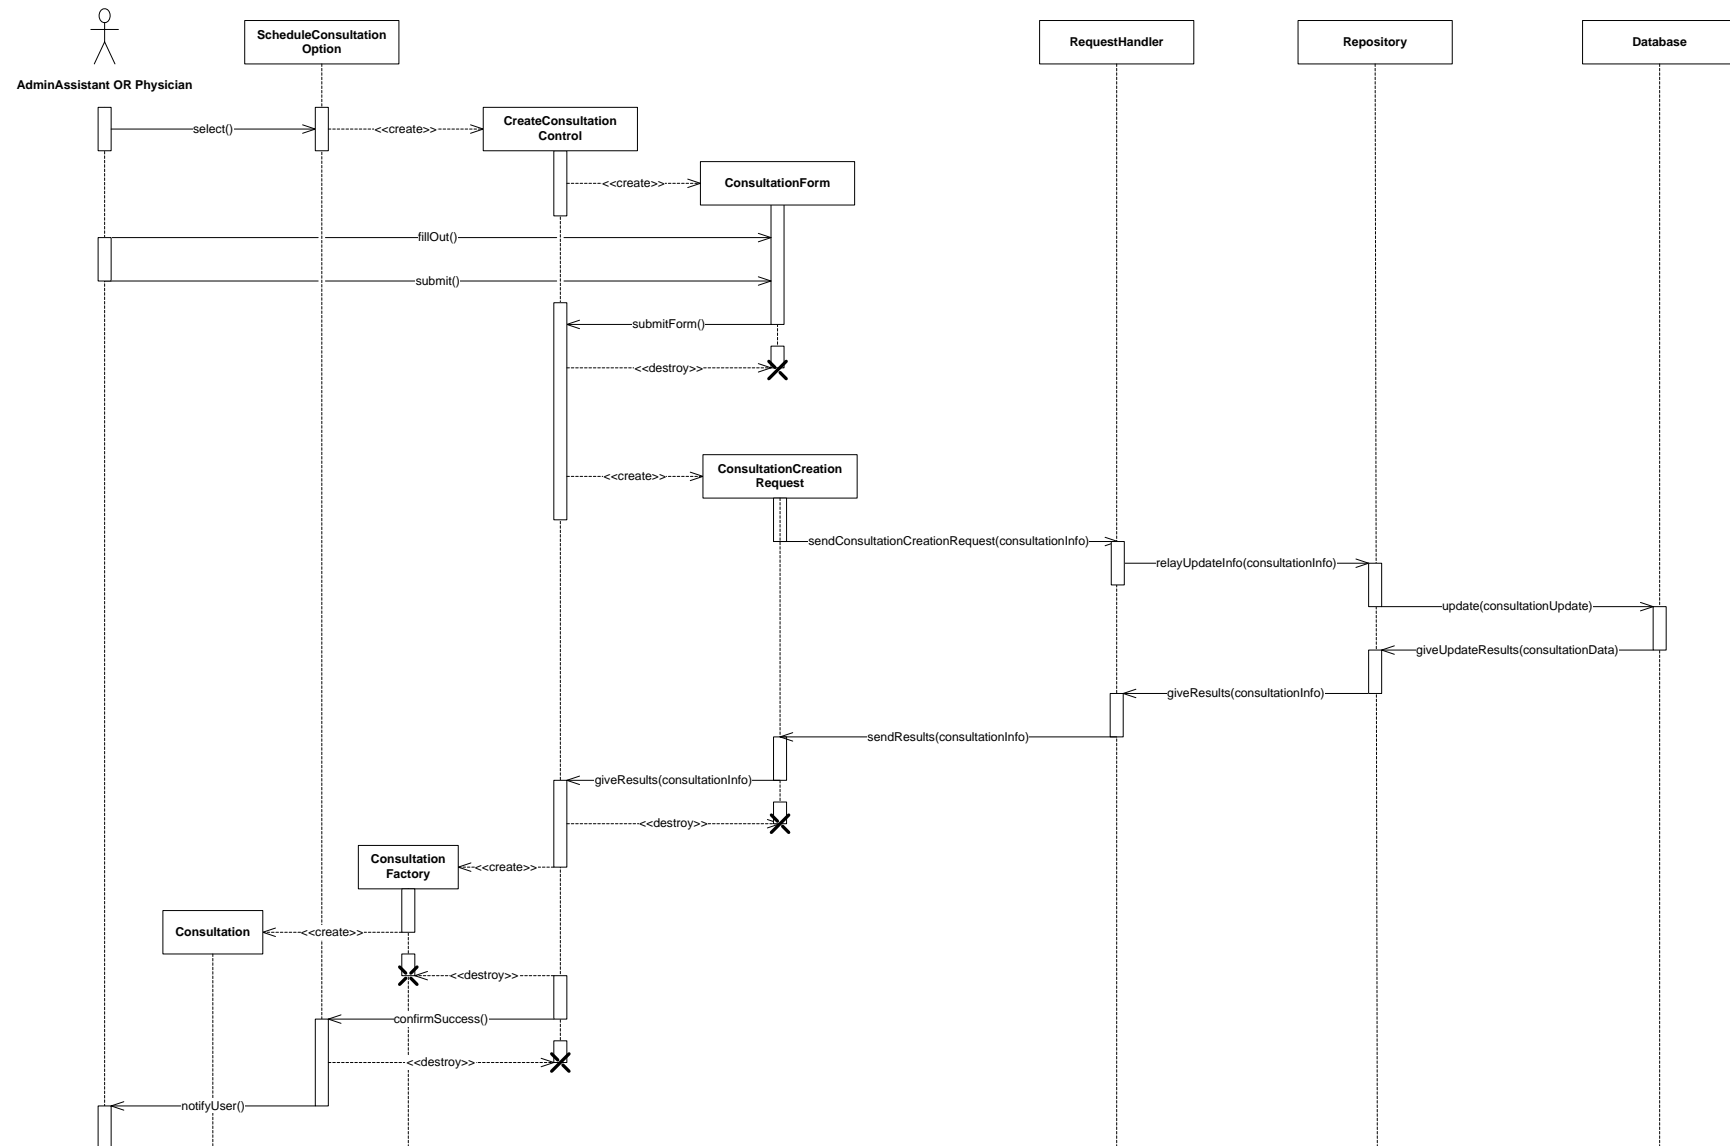 ScheduleConsultation
Option
RequestHandler
Repository
Database
AdminAssistant OR Physician
select()
<<create>>
CreateConsultation
Control
<<create>>
ConsultationForm
fillOut()
submit()
submitForm()
<<destroy>>
<<create>>
ConsultationCreation
Request
sendConsultationCreationRequest(consultationInfo)
relayUpdateInfo(consultationInfo)
update(consultationUpdate)
giveUpdateResults(consultationData)
giveResults(consultationInfo)
sendResults(consultationInfo)
giveResults(consultationInfo)
<<destroy>>
Consultation
Factory
<<create>>
Consultation
<<create>>
<<destroy>>
confirmSuccess()
<<destroy>>
notifyUser()